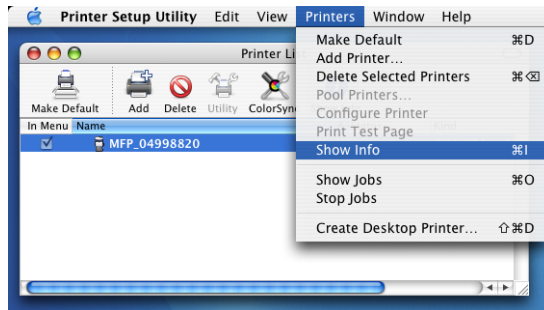 Printer Setup Utility Edit View Printers Window Help
Printer Li
Make Default Add Delete Utility ColorSync
In Menu Name Kind
MFP_04998820
Make Default ⌘D
Add Printer...
Delete Selected Printers ⌘⌫
Pool Printers...
Configure Printer
Print Test Page
Show Info ⌘I
Show Jobs ⌘O
Stop Jobs
Create Desktop Printer... ⇧⌘D